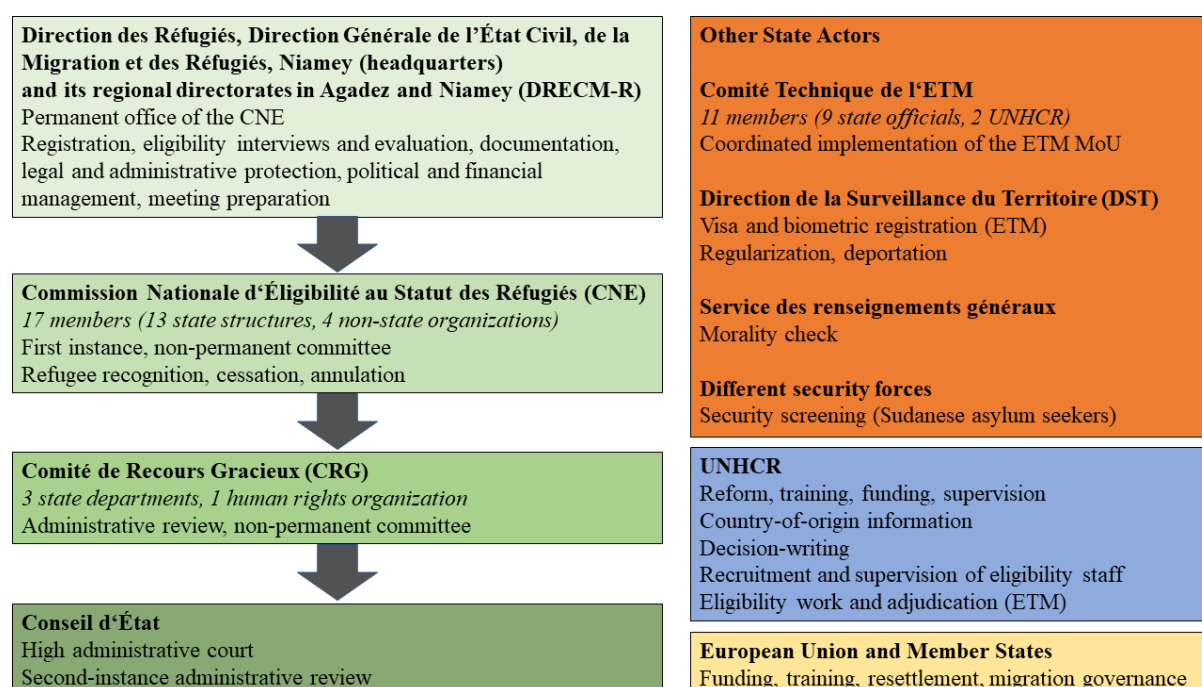 Direction des Réfugiés, Direction Générale de l’État Civil, de la
Migration et des Réfugiés, Niamey (headquarters)
and its regional directorates in Agadez and Niamey (DRECM-R)
Permanent office of the CNE
Registration, eligibility interviews and evaluation, documentation,
legal and administrative protection, political and financial
management, meeting preparation
Commission Nationale d‘Éligibilité au Statut des Réfugiés (CNE)
17 members (13 state structures, 4 non-state organizations)
First instance, non-permanent committee
Refugee recognition, cessation, annulation
Comité de Recours Gracieux (CRG)
3 state departments, 1 human rights organization
Administrative review, non-permanent committee
Conseil d‘État
High administrative court
Second-instance administrative review
Other State Actors
Comité Technique de l‘ETM
11 members (9 state officials, 2 UNHCR)
Coordinated implementation of the ETM MoU
Direction de la Surveillance du Territoire (DST)
Visa and biometric registration (ETM)
Regularization, deportation
Service des renseignements généraux
Morality check
Different security forces
Security screening (Sudanese asylum seekers)
UNHCR
Reform, training, funding, supervision
Country-of-origin information
Decision-writing
Recruitment and supervision of eligibility staff
Eligibility work and adjudication (ETM)
European Union and Member States
Funding, training, resettlement, migration governance